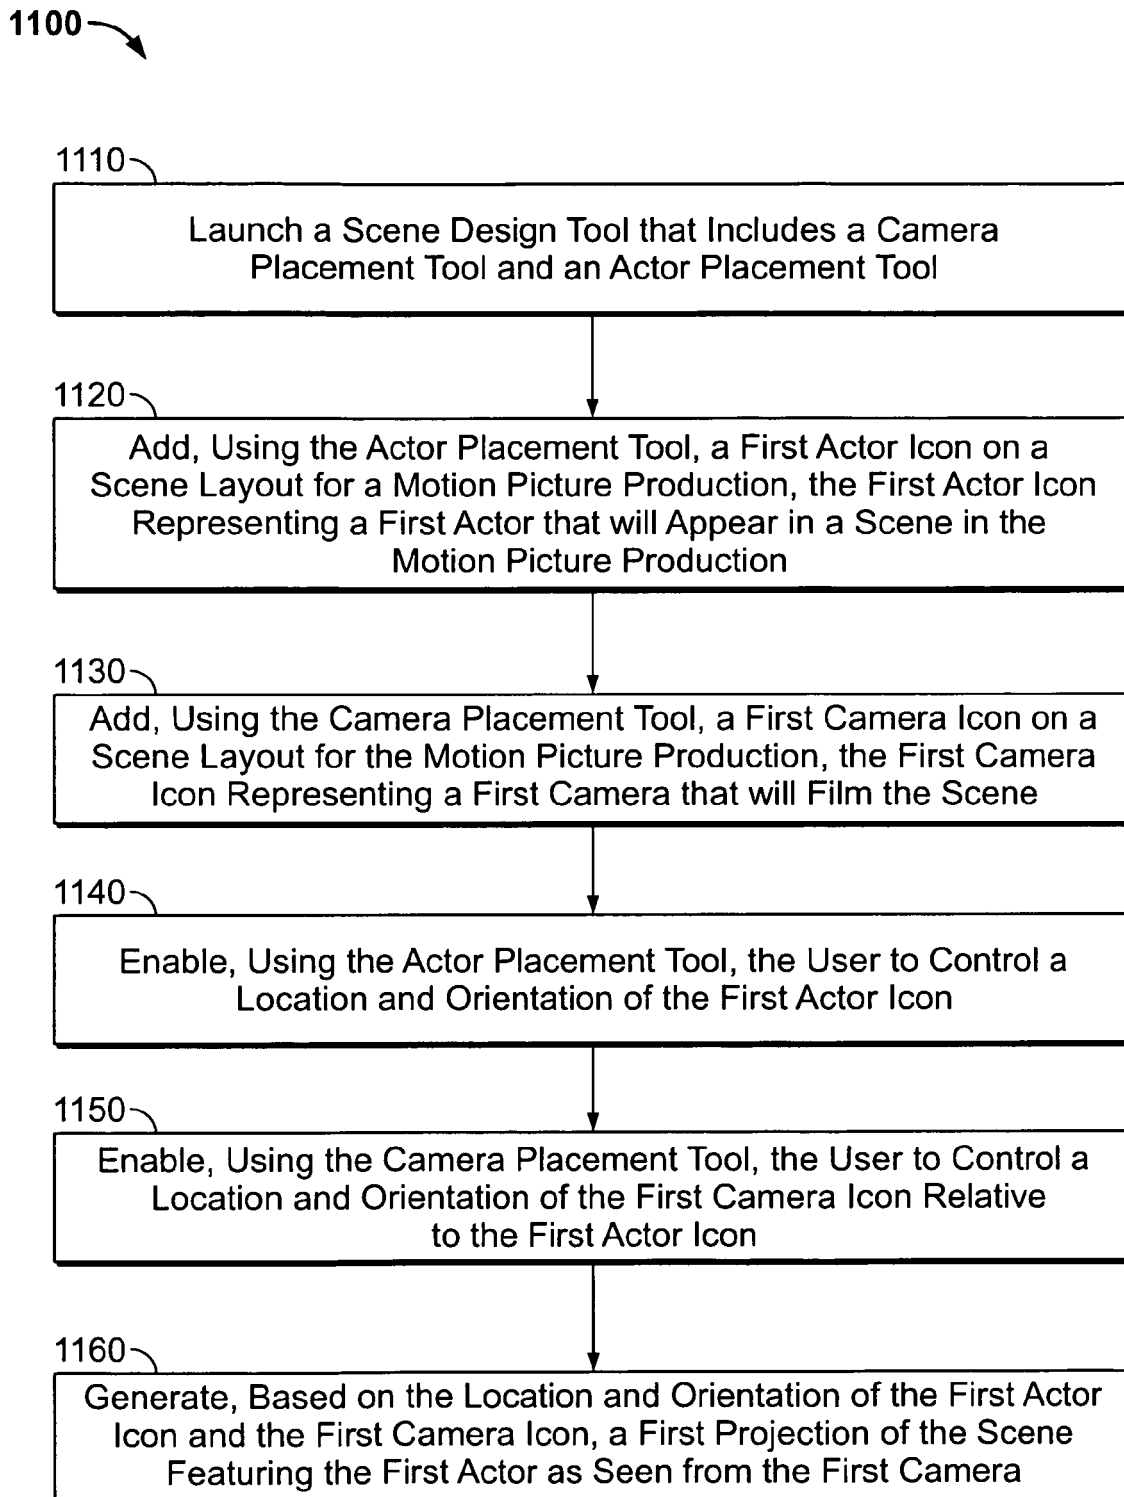 1100
1110
Launch a Scene Design Tool that Includes a Camera
Placement Tool and an Actor Placement Tool
1120
Add, Using the Actor Placement Tool, a First Actor Icon on a
Scene Layout for a Motion Picture Production, the First Actor Icon
Representing a First Actor that will Appear in a Scene in the
Motion Picture Production
1130
Add, Using the Camera Placement Tool, a First Camera Icon on a
Scene Layout for the Motion Picture Production, the First Camera
Icon Representing a First Camera that will Film the Scene
1140
Enable, Using the Actor Placement Tool, the User to Control a
Location and Orientation of the First Actor Icon
1150
Enable, Using the Camera Placement Tool, the User to Control a
Location and Orientation of the First Camera Icon Relative
to the First Actor Icon
1160
Generate, Based on the Location and Orientation of the First Actor
Icon and the First Camera Icon, a First Projection of the Scene
Featuring the First Actor as Seen from the First Camera